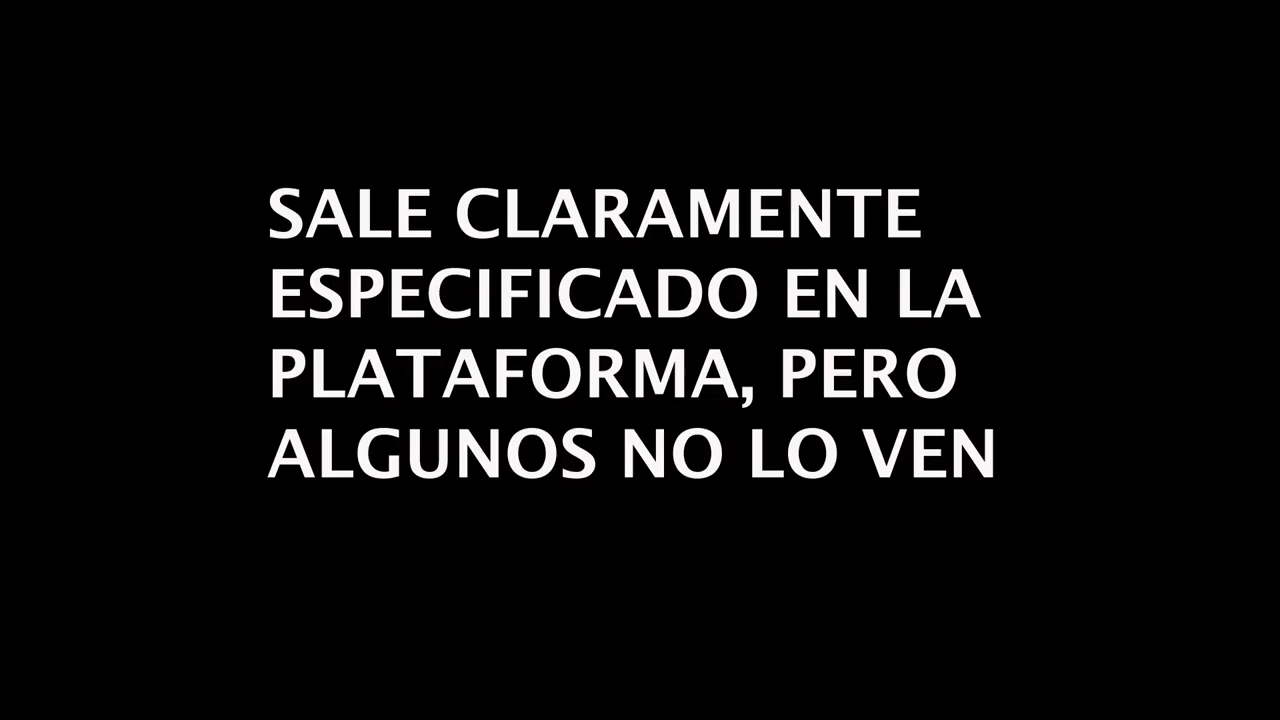 SALE CLARAMENTE
ESPECIFICADO EN LA
PLATAFORMA, PERO
ALGUNOS NO LO VEN